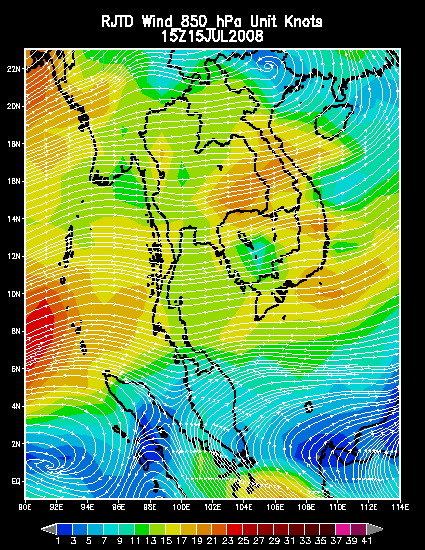 RJTD Wind 850 hPa Unit Knots
15Z15JUL2008
22N
20N
18N
16N
14N
12N
10N
8N
6N
4N
2N
EQ
90E 92E 94E 96E 98E 100E 102E 104E 106E 108E 110E 112E 114E
1 3 5 7 9 11 13 15 17 19 21 23 25 27 29 31 33 35 37 39 41